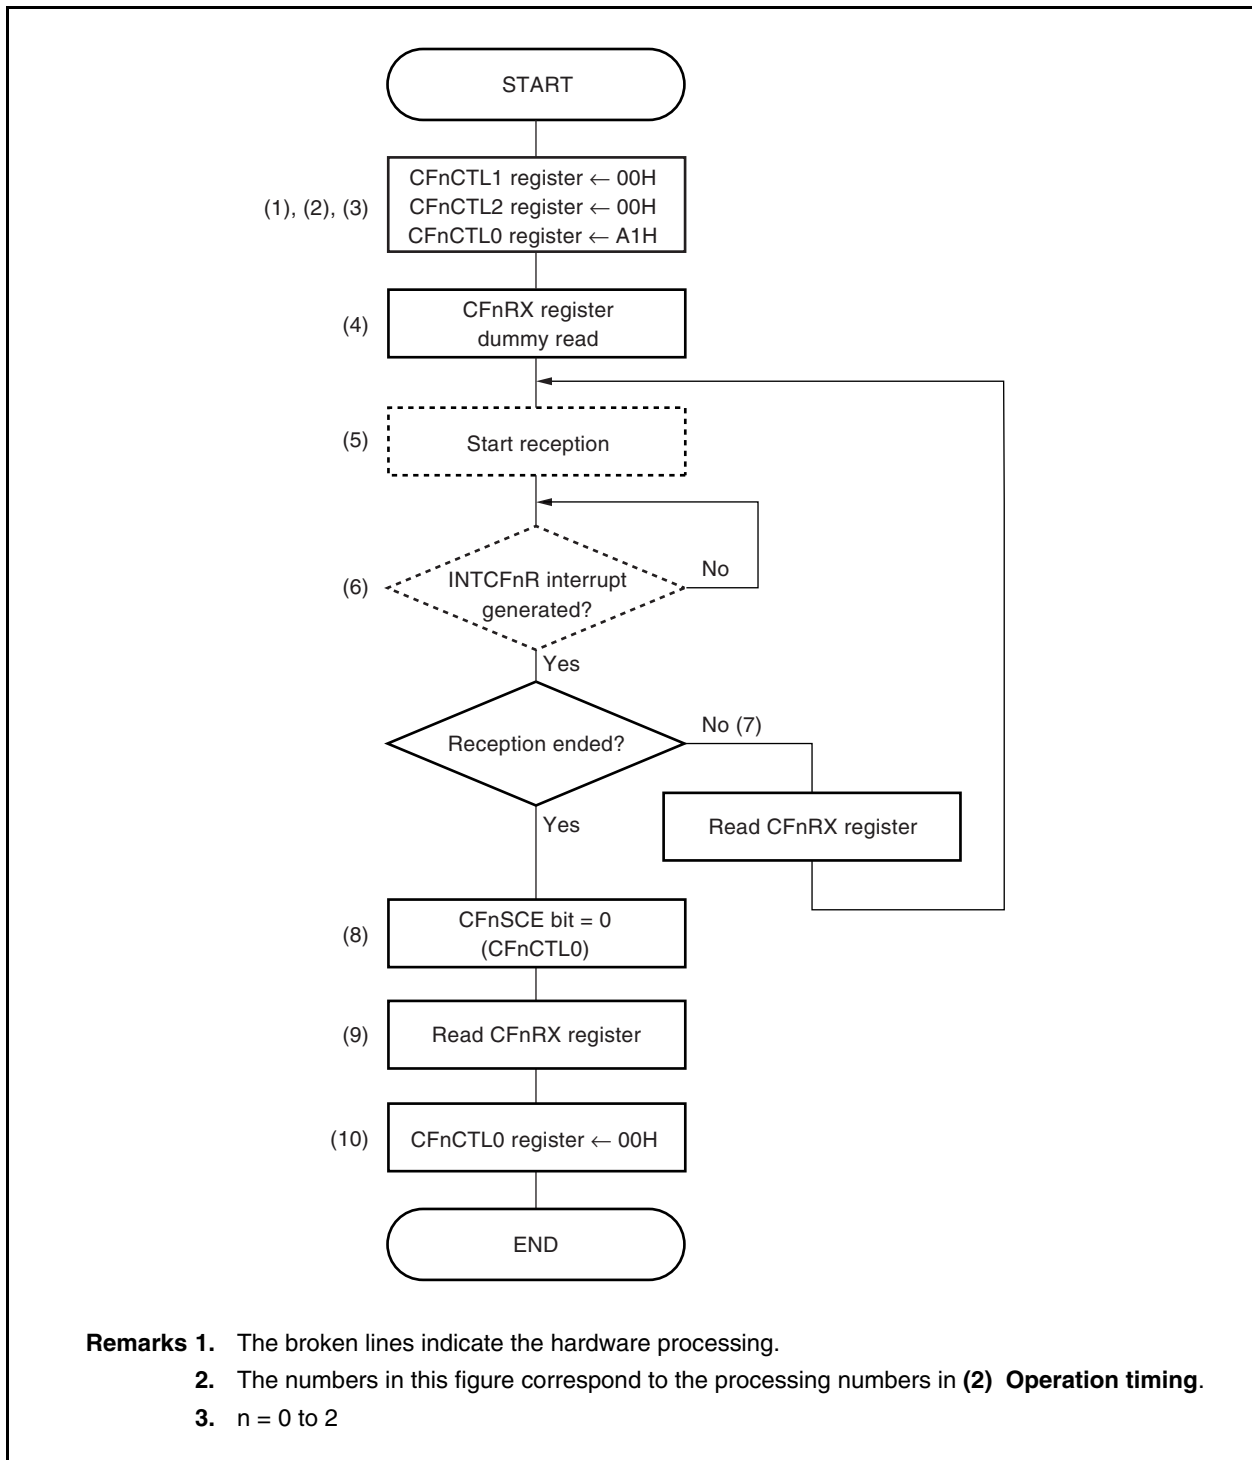 START
(1), (2), (3)
CFnCTL1 register ← 00H
CFnCTL2 register ← 00H
CFnCTL0 register ← A1H
(4)
CFnRX register
dummy read
(5)
Start reception
(6)
INTCFnR interrupt
generated?
No
Yes
Reception ended?
No (7)
Read CFnRX register
Yes
(8)
CFnSCE bit = 0
(CFnCTL0)
(9)
Read CFnRX register
(10)
CFnCTL0 register ← 00H
END
Remarks 1. The broken lines indicate the hardware processing.
2. The numbers in this figure correspond to the processing numbers in (2) Operation timing.
3. n = 0 to 2